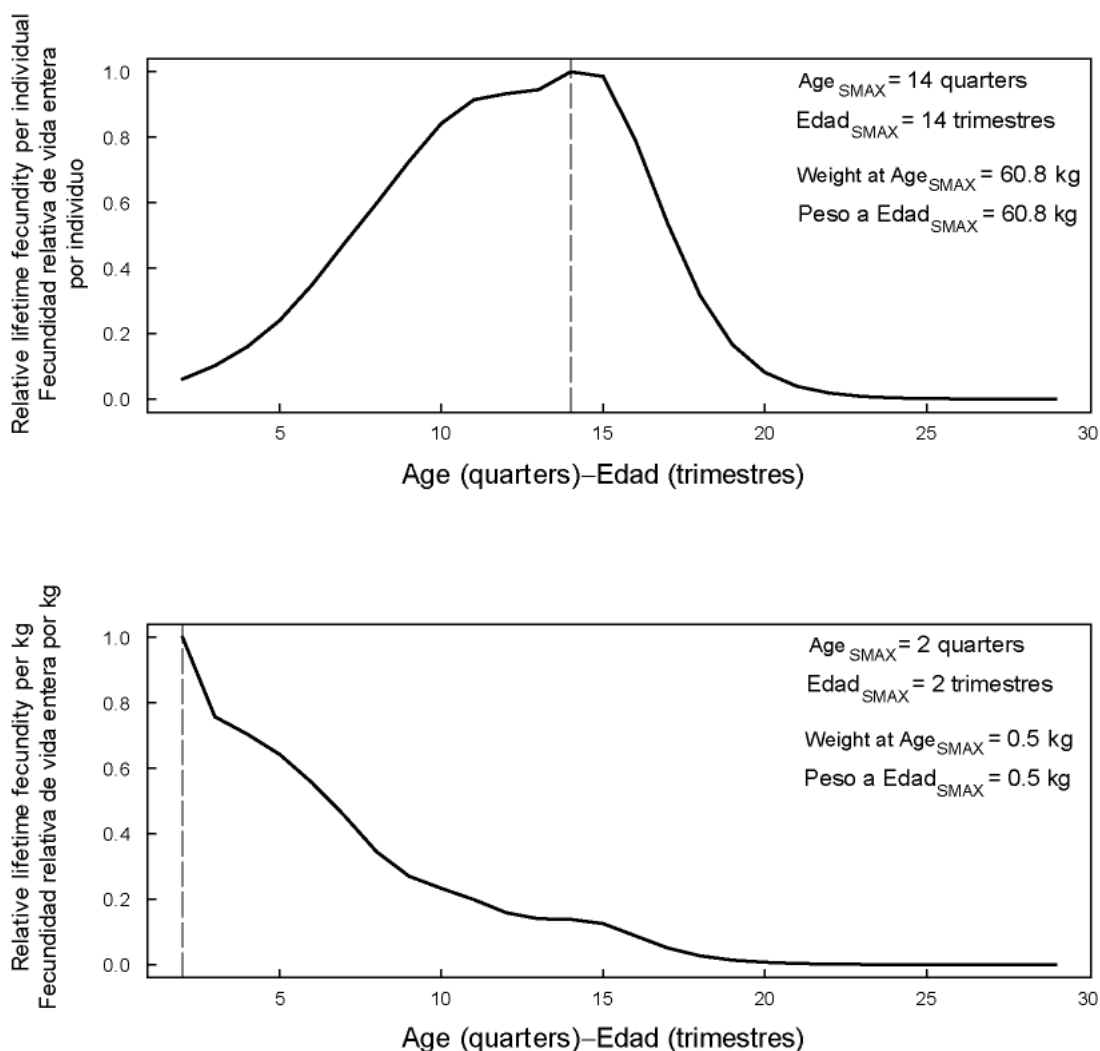 Relative lifetime fecundity per individual
Fecundidad relativa de vida entera
por individuo
1.0
0.8
0.6
0.4
0.2
0.0
Age SMAX = 14 quarters
Edad SMAX = 14 trimestres
Weight at Age SMAX = 60.8 kg
Peso a Edad SMAX = 60.8 kg
5 10 15 20 25 30
Age (quarters)–Edad (trimestres)
Relative lifetime fecundity per kg
Fecundidad relativa de vida entera por kg
1.0
0.8
0.6
0.4
0.2
0.0
Age SMAX = 2 quarters
Edad SMAX = 2 trimestres
Weight at Age SMAX = 0.5 kg
Peso a Edad SMAX = 0.5 kg
5 10 15 20 25 30
Age (quarters)–Edad (trimestres)